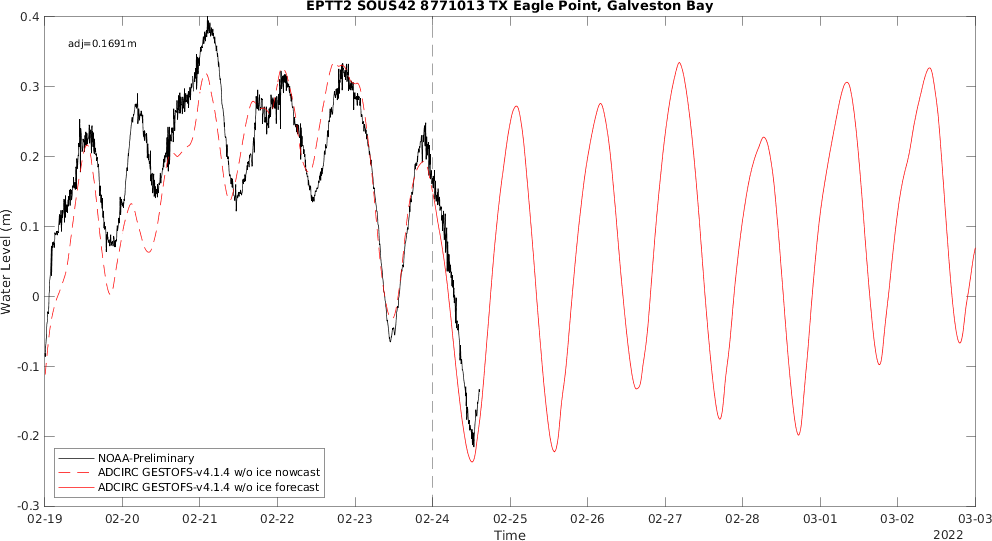 EPTT2 SOUS42 8771013 TX Eagle Point, Galveston Bay
adj=0.1691m
0.4
0.3
0.2
0.1
0
-0.1
-0.2
-0.3
Water Level (m)
NOAA-Preliminary
ADCIRC GESTOFS-v4.1.4 w/o ice nowcast
ADCIRC GESTOFS-v4.1.4 w/o ice forecast
02-19 02-20 02-21 02-22 02-23 02-24 02-25 02-26 02-27 02-28 03-01 03-02 03-03
Time
2022